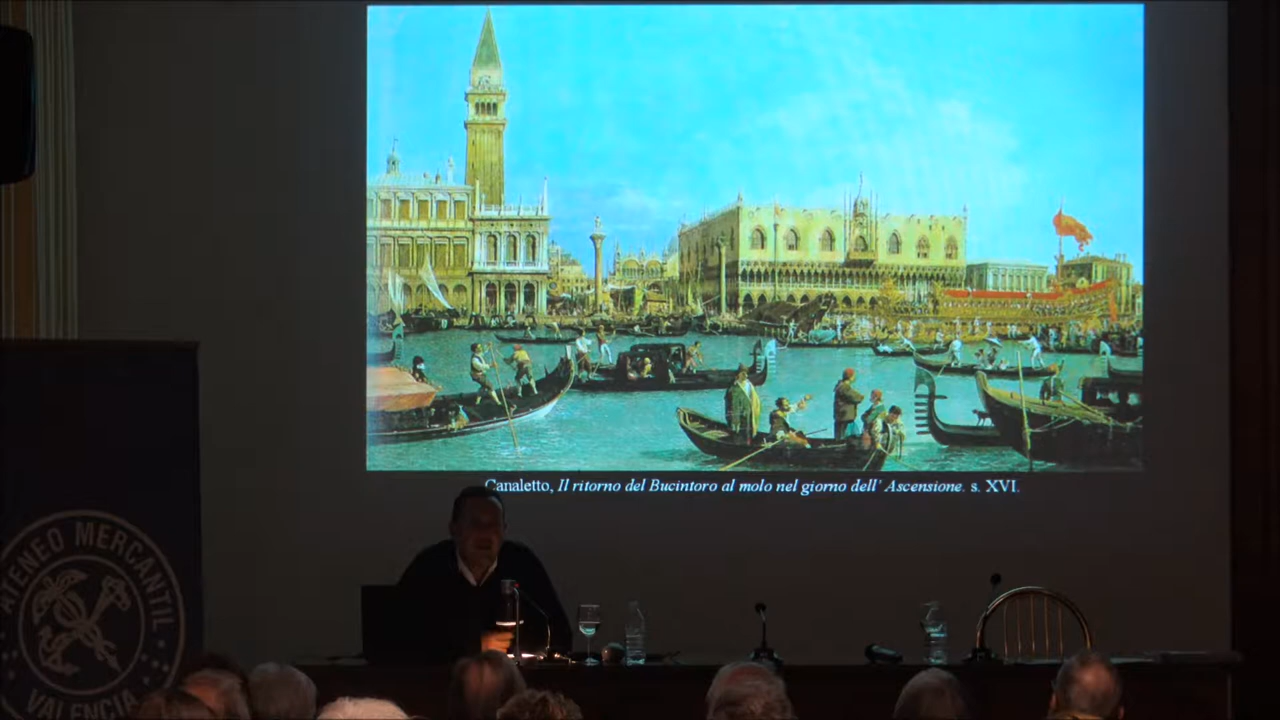 Canaletto, Il ritorno del Bucintoro al molo nel giorno dell' Ascensione. s. XVI.
ATENEO MERCANTIL
VALENCIA